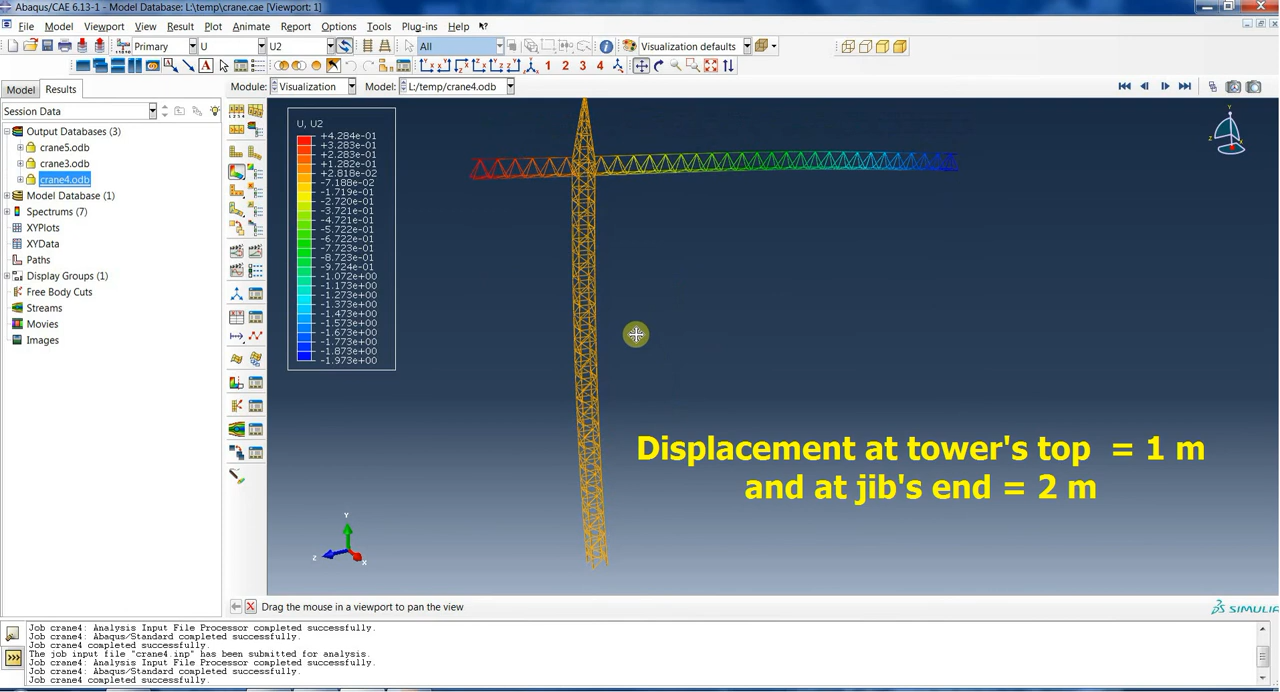 Abaqus/CAE 6.13-1 - Model Database: L:\temp\crane.cae [Viewport: 1]
File Model Viewport View Result Plot Animate Report Options Tools Plug-ins Help
Primary U U2 All Visualization defaults
1 2 3 4
Model Results Module: Visualization Model: L:/temp/crane4.odb
Session Data
Output Databases (3)
crane5.odb
crane3.odb
crane4.odb
Model Database (1)
Spectrums (7)
XYPlots
XYData
Paths
Display Groups (1)
Free Body Cuts
Streams
Movies
Images
U, U2
+4.284e-01
+3.283e-01
+2.283e-01
+1.282e-01
+2.818e-02
-7.188e-02
-1.719e-01
-2.720e-01
-3.721e-01
-4.721e-01
-5.722e-01
-6.722e-01
-7.723e-01
-8.723e-01
-9.724e-01
-1.072e+00
-1.173e+00
-1.273e+00
-1.373e+00
-1.473e+00
-1.573e+00
-1.673e+00
-1.773e+00
-1.873e+00
-1.973e+00
Y
Z
Displacement at tower's top = 1 m
and at jib's end = 2 m
Y
Z
X
Drag the mouse in a viewport to pan the view
SIMULIA
Job crane4: Analysis Input File Processor completed successfully.
Job crane4: Abaqus/Standard completed successfully.
Job crane4 completed successfully.
The job input file "crane4.inp" has been submitted for analysis.
Job crane4: Analysis Input File Processor completed successfully.
Job crane4: Abaqus/Standard completed successfully.
Job crane4 completed successfully.